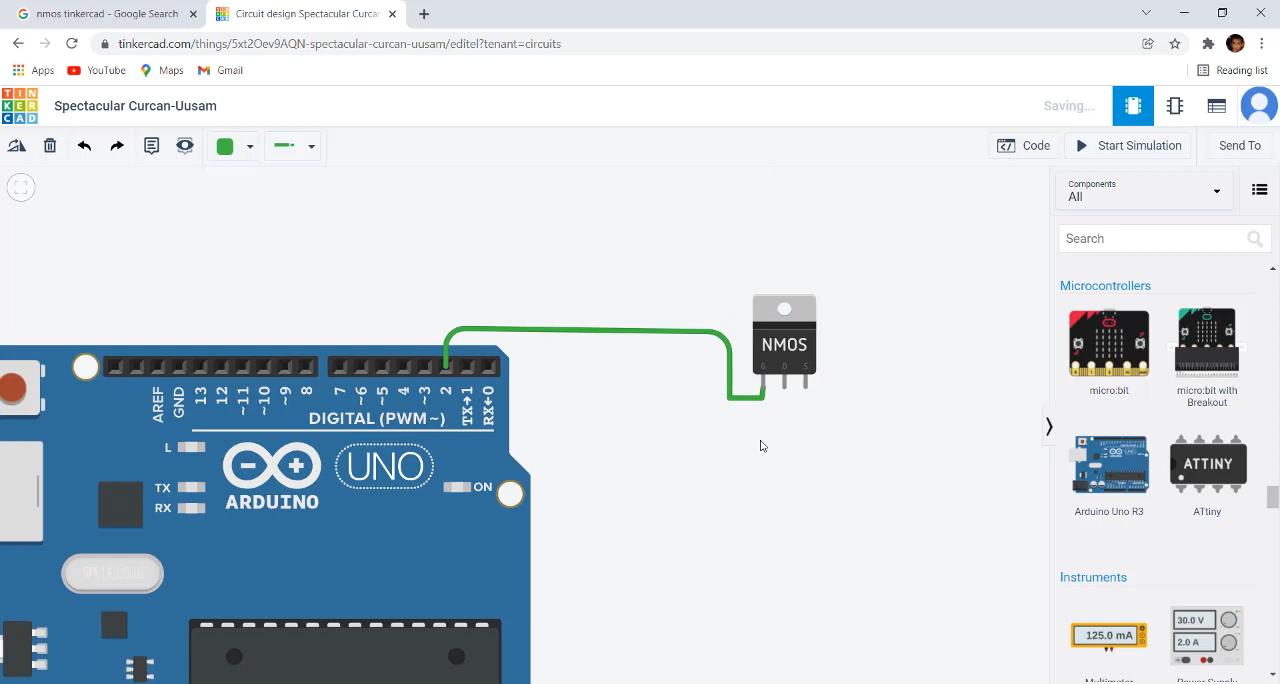 nmos tinkercad - Google Search
Circuit design Spectacular Curcan
tinkercad.com/things/5xt2Oev9AQN-spectacular-curcan-uusam/editel?tenant=circuits
Apps YouTube Maps Gmail Reading list
TIN
KER
CAD
Spectacular Curcan-Uusam
Saving...
Code Start Simulation Send To
Components
All
Search
Microcontrollers
micro:bit
micro:bit with
Breakout
ATTINY
Arduino Uno R3
ATtiny
Instruments
125.0 mA
30.0 V
2.0 A
Multimeter
Power Supply
NMOS
G D S
AREF
GND
13
12
~11
~10
~9
8
7
~6
~5
4
~3
2
TX→1
RX←0
DIGITAL (PWM~)
L
TX
RX
UNO
ARDUINO
ON